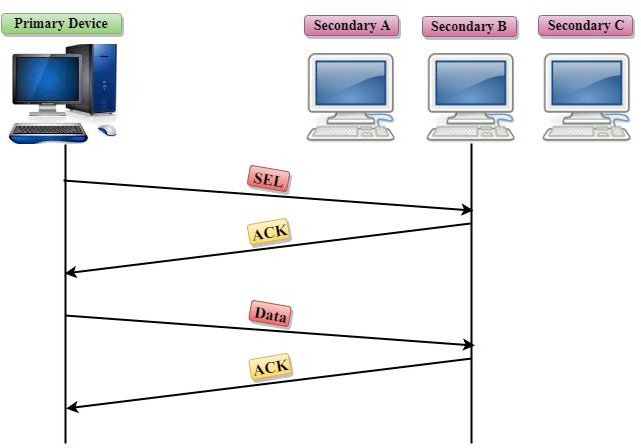 Primary Device
Secondary A
Secondary B
Secondary C
SEL
ACK
Data
ACK